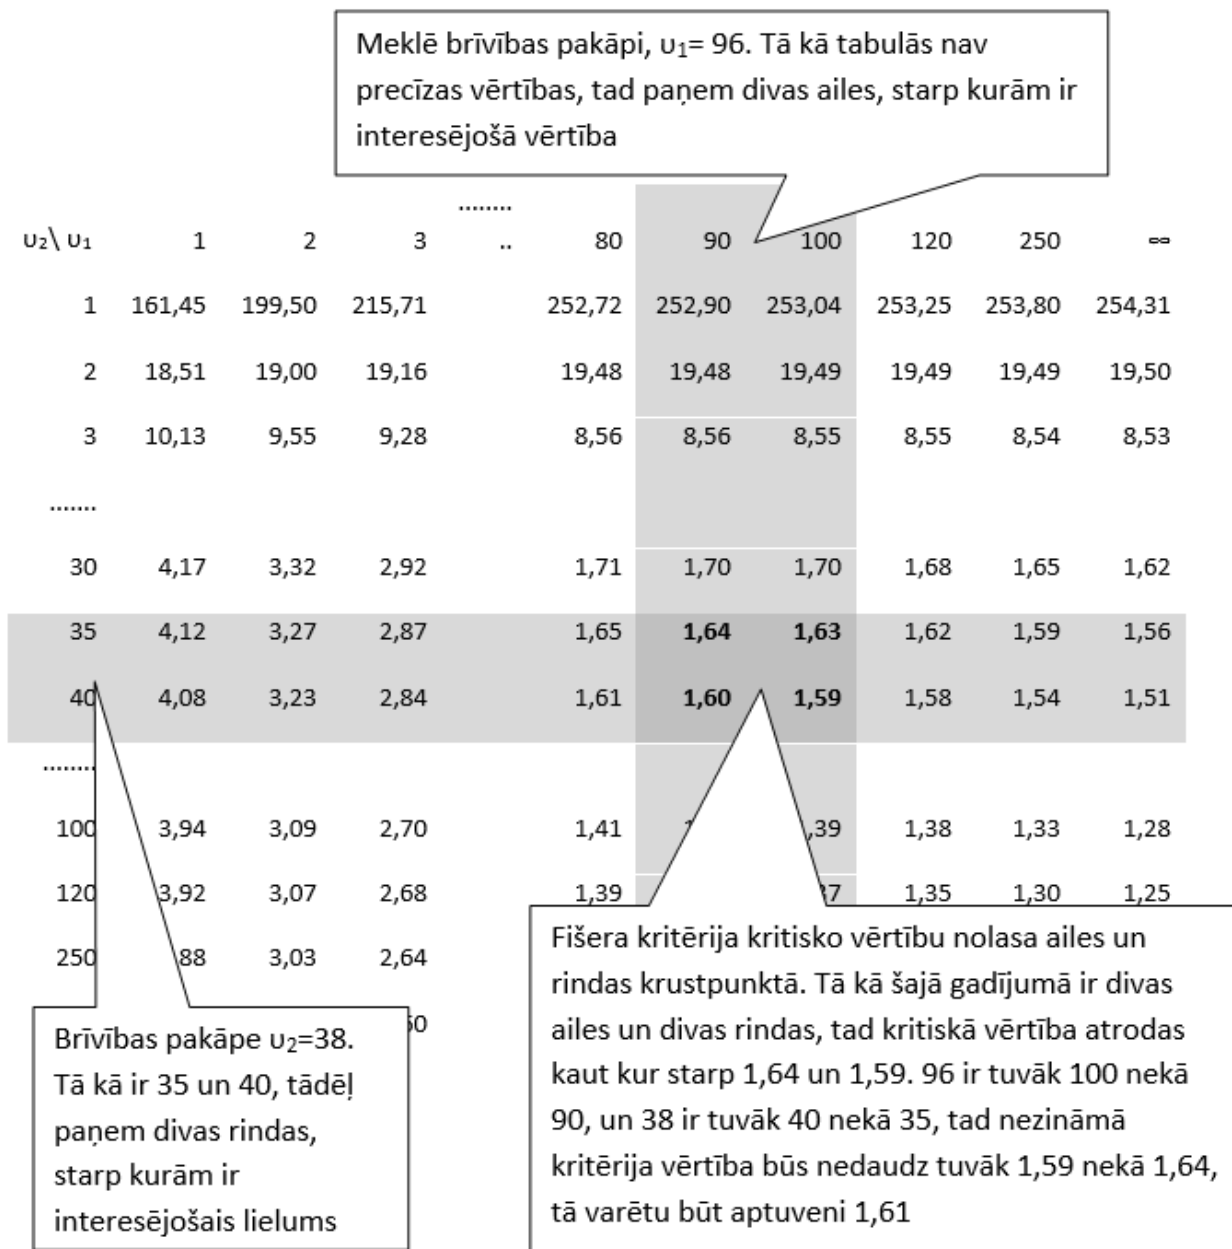 Meklē brīvības pakāpi, υ₁= 96. Tā kā tabulās nav
precīzas vērtības, tad paņem divas ailes, starp kurām ir
interesējošā vērtība
........
υ₂\ υ₁ 1 2 3 .. 80 90 100 120 250 ∞
1 161,45 199,50 215,71 252,72 252,90 253,04 253,25 253,80 254,31
2 18,51 19,00 19,16 19,48 19,48 19,49 19,49 19,49 19,50
3 10,13 9,55 9,28 8,56 8,56 8,55 8,55 8,54 8,53
.......
30 4,17 3,32 2,92 1,71 1,70 1,70 1,68 1,65 1,62
35 4,12 3,27 2,87 1,65 1,64 1,63 1,62 1,59 1,56
40 4,08 3,23 2,84 1,61 1,60 1,59 1,58 1,54 1,51
........
100 3,94 3,09 2,70 1,41 ,39 1,38 1,33 1,28
120 3,92 3,07 2,68 1,39 1,35 1,30 1,25
250 88 3,03 2,64
Brīvības pakāpe υ₂=38.
Tā kā ir 35 un 40, tādēļ
paņem divas rindas,
starp kurām ir
interesējošais lielums
Fišera kritērija kritisko vērtību nolasa ailes un
rindas krustpunktā. Tā kā šajā gadījumā ir divas
ailes un divas rindas, tad kritiskā vērtība atrodas
kaut kur starp 1,64 un 1,59. 96 ir tuvāk 100 nekā
90, un 38 ir tuvāk 40 nekā 35, tad nezināmā
kritērija vērtība būs nedaudz tuvāk 1,59 nekā 1,64,
tā varētu būt aptuveni 1,61